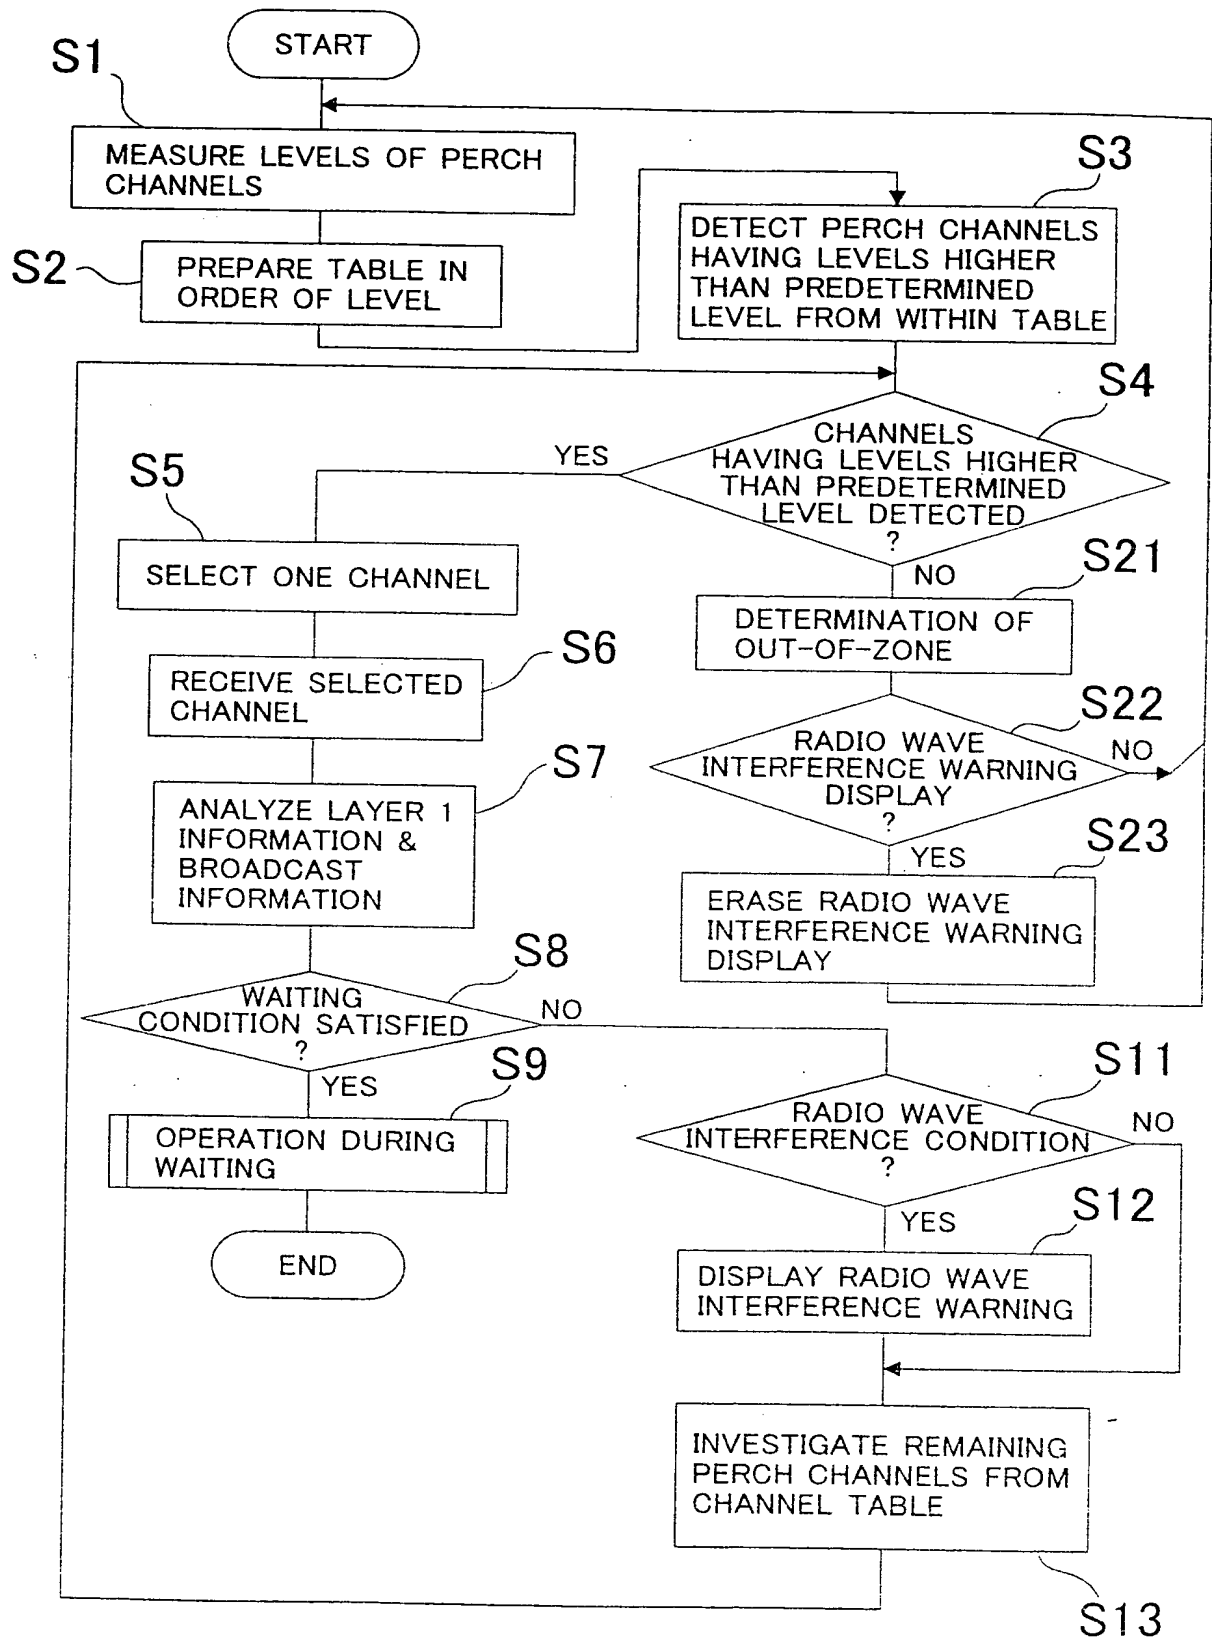 START
S1
MEASURE LEVELS OF PERCH
CHANNELS
S2
PREPARE TABLE IN
ORDER OF LEVEL
S3
DETECT PERCH CHANNELS
HAVING LEVELS HIGHER
THAN PREDETERMINED
LEVEL FROM WITHIN TABLE
S4
CHANNELS
HAVING LEVELS HIGHER
THAN PREDETERMINED
LEVEL DETECTED
?
YES
NO
S5
SELECT ONE CHANNEL
S6
RECEIVE SELECTED
CHANNEL
S7
ANALYZE LAYER 1
INFORMATION &
BROADCAST
INFORMATION
S8
WAITING
CONDITION SATISFIED
?
NO
YES
S9
OPERATION DURING
WAITING
END
S21
DETERMINATION OF
OUT-OF-ZONE
S22
RADIO WAVE
INTERFERENCE WARNING
DISPLAY
?
NO
YES
S23
ERASE RADIO WAVE
INTERFERENCE WARNING
DISPLAY
S11
RADIO WAVE
INTERFERENCE CONDITION
?
NO
YES
S12
DISPLAY RADIO WAVE
INTERFERENCE WARNING
INVESTIGATE REMAINING
PERCH CHANNELS FROM
CHANNEL TABLE
S13